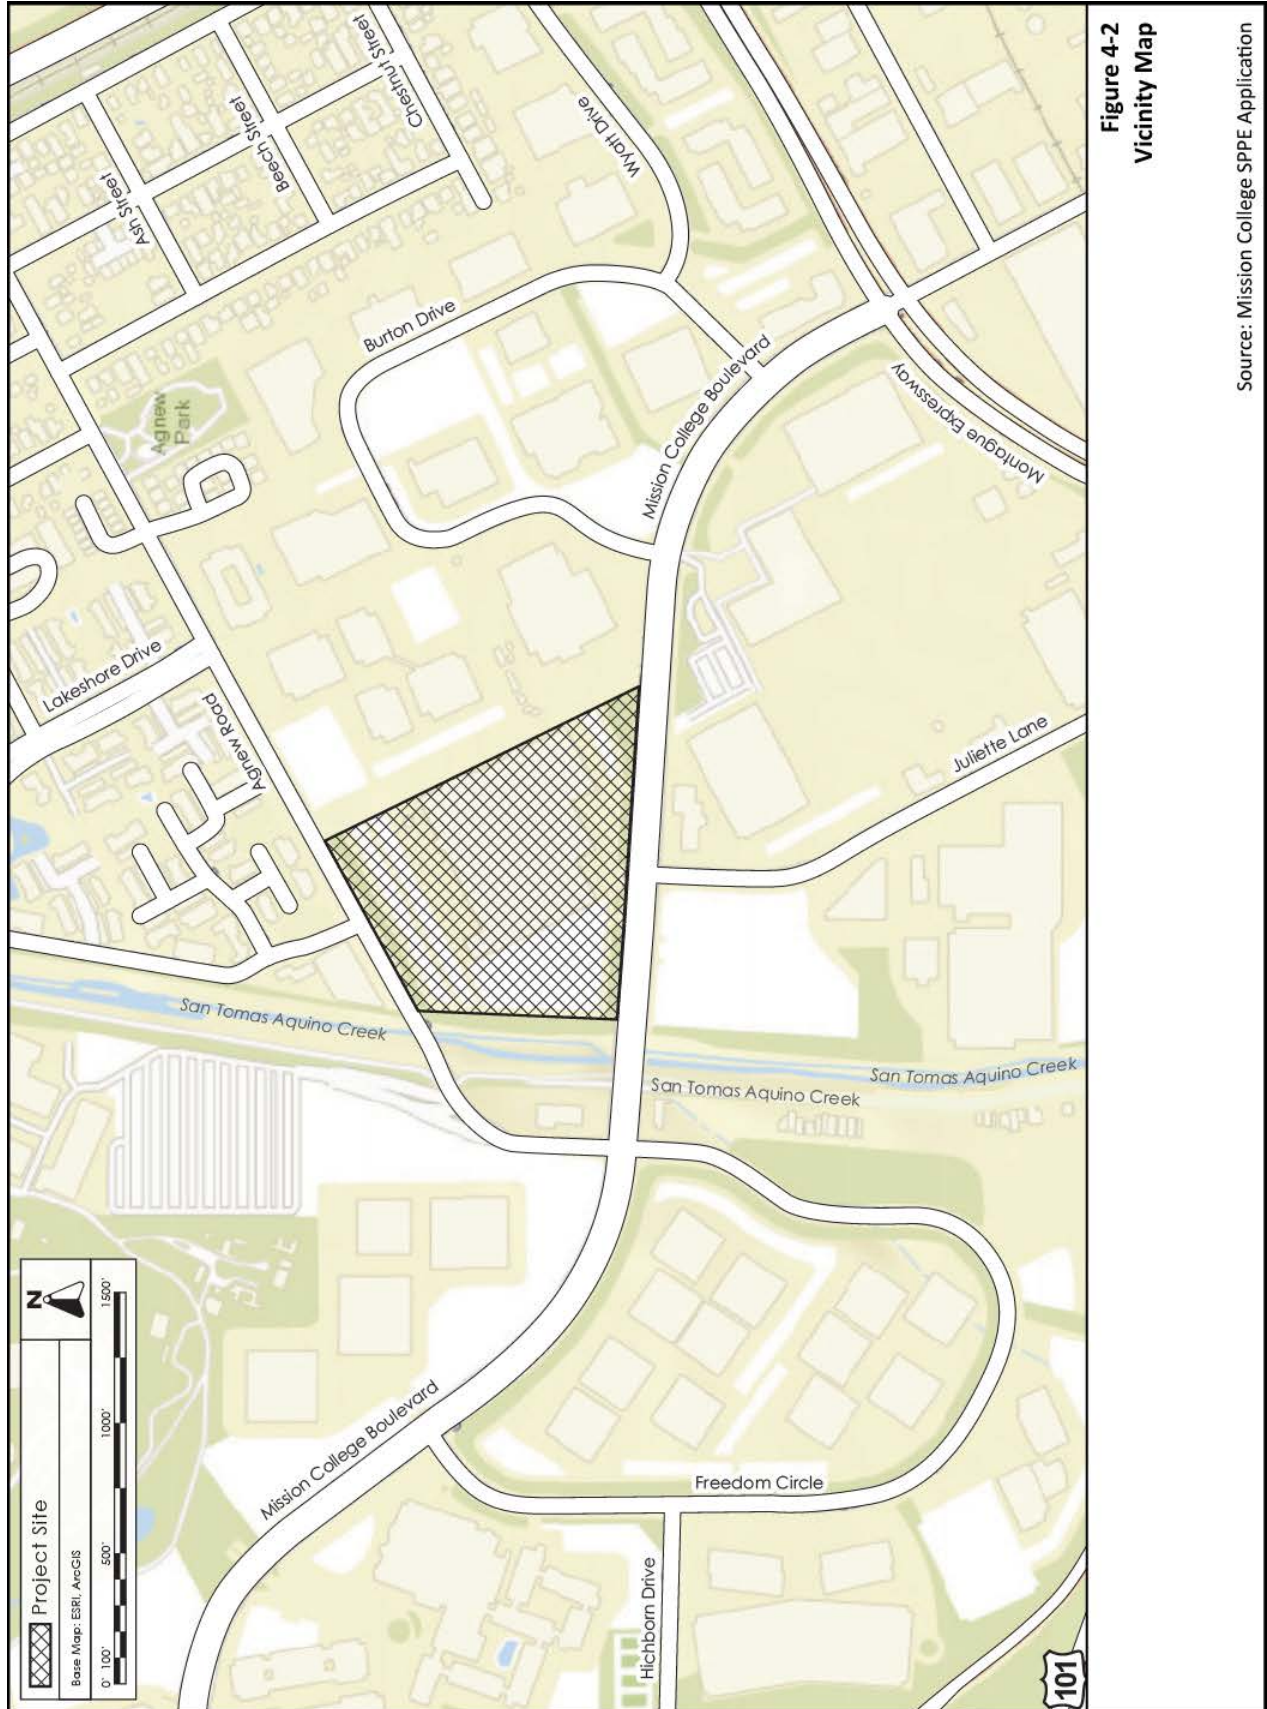 Project Site
Base Map: ESRI, ArcGIS
N
0' 100' 500' 1000' 1500'
Ash Street
Beech Street
Chestnut Street
Wyatt Drive
Agnew
Park
Burton Drive
Mission College Boulevard
Montague Expressway
Lakeshore Drive
Agnew Road
Juliette Lane
San Tomas Aquino Creek
San Tomas Aquino Creek
San Tomas Aquino Creek
Mission College Boulevard
Freedom Circle
Hichborn Drive
101
Figure 4-2
Vicinity Map
Source: Mission College SPPE Application